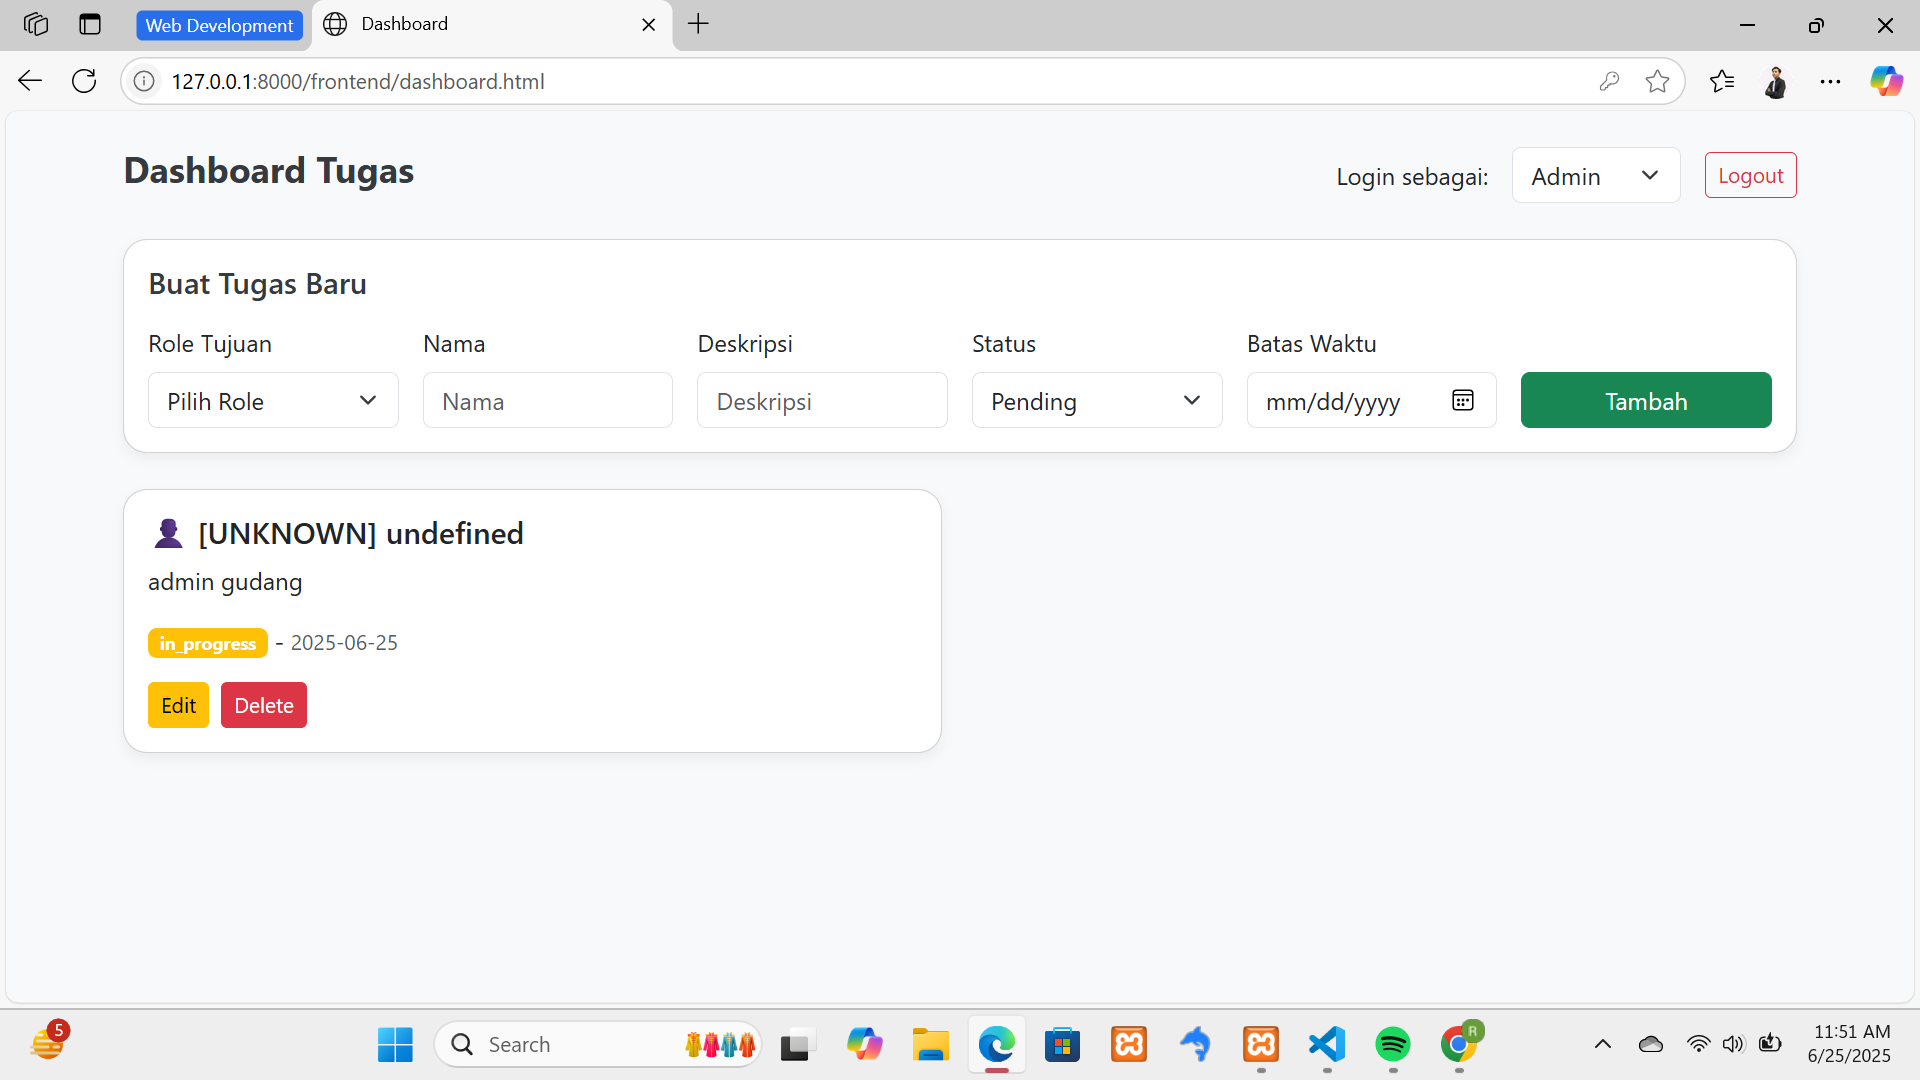 Web Development
Dashboard
127.0.0.1:8000/frontend/dashboard.html
Dashboard Tugas
Login sebagai:
Admin
Logout
Buat Tugas Baru
Role Tujuan
Nama
Deskripsi
Status
Batas Waktu
Pilih Role
Nama
Deskripsi
Pending
mm/dd/yyyy
Tambah
[UNKNOWN] undefined
admin gudang
in_progress - 2025-06-25
Edit
Delete
5
Search
R
11:51 AM
6/25/2025